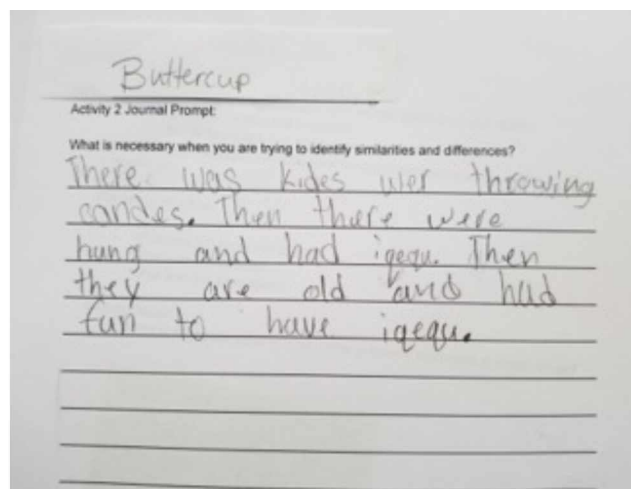 Buttercup
Activity 2 Journal Prompt:
What is necessary when you are trying to identify similarities and differences?
There was kides wer throwing
candes. Then there were
hung and had iqequ. Then
they are old and had
fun to have iqequ.